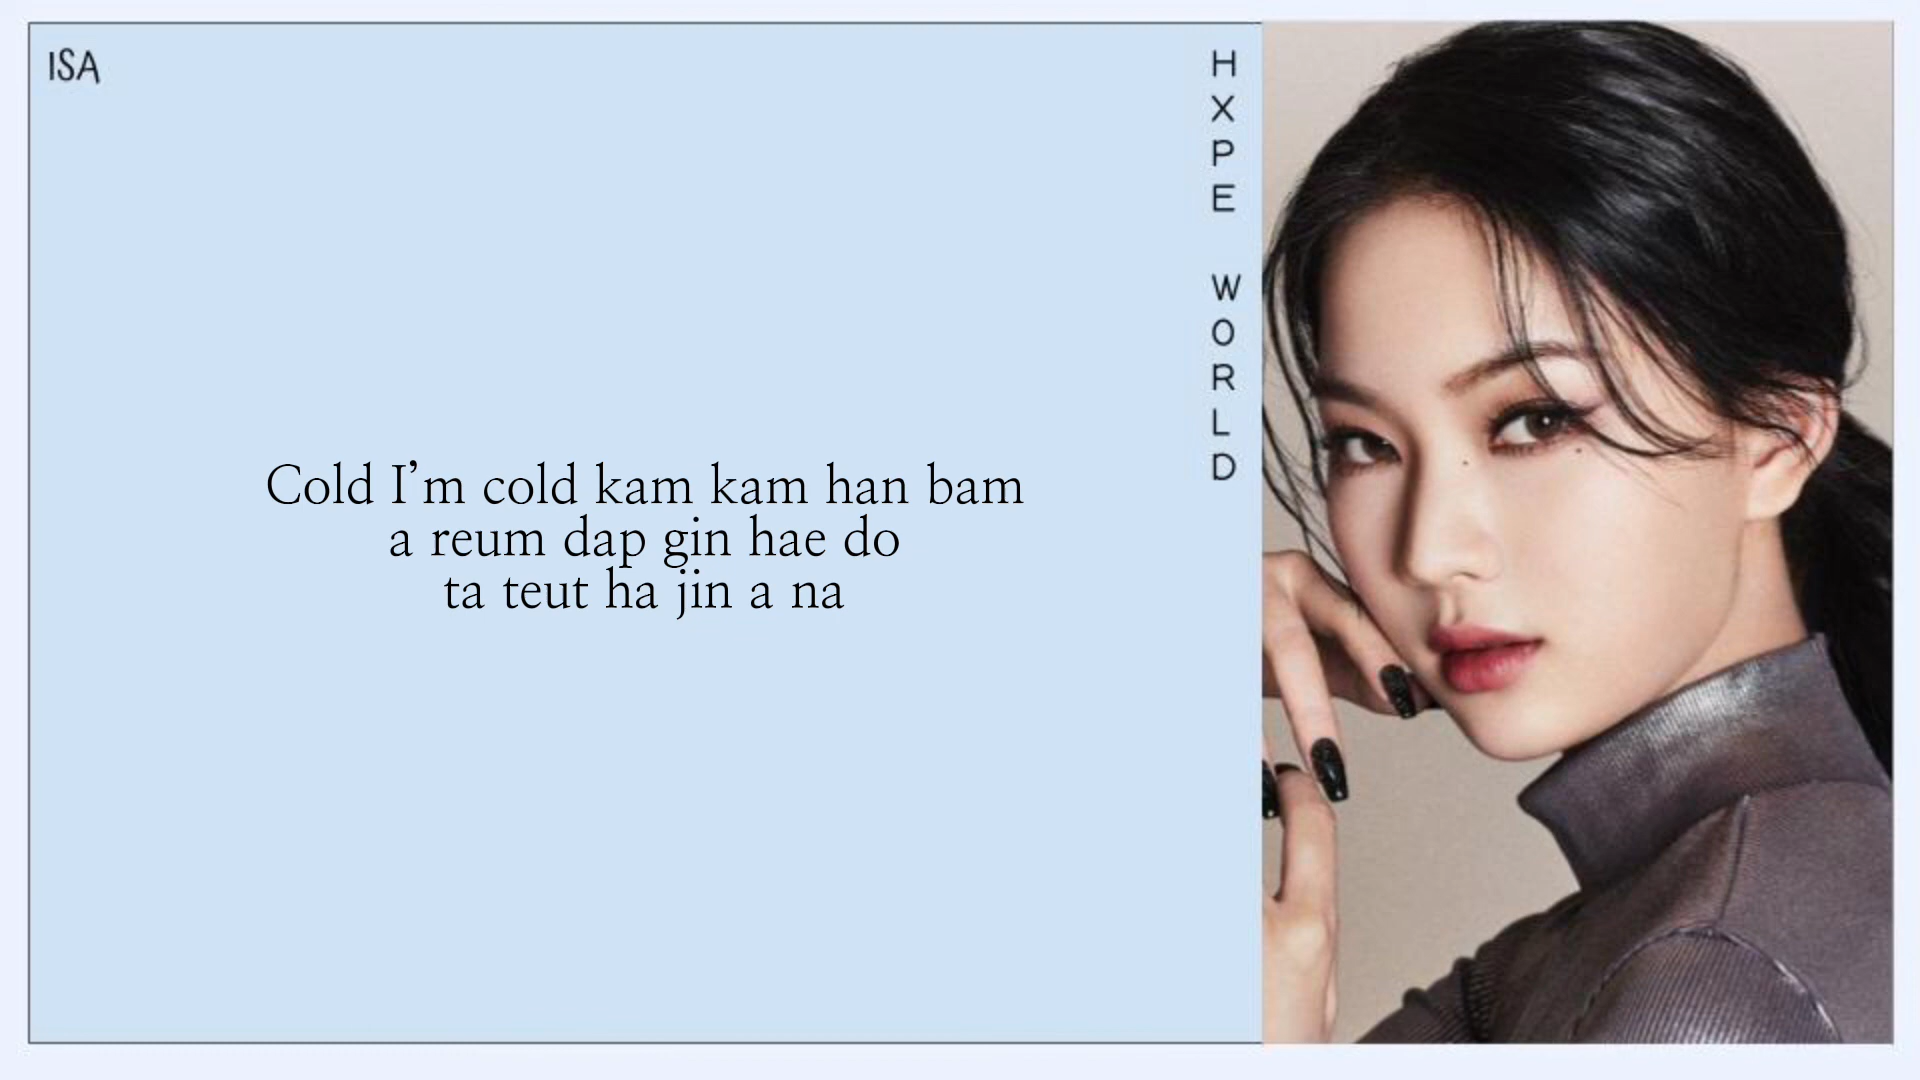 ISA
HXPE WORLD
Cold I’m cold kam kam han bam
a reum dap gin hae do
ta teut ha jin a na